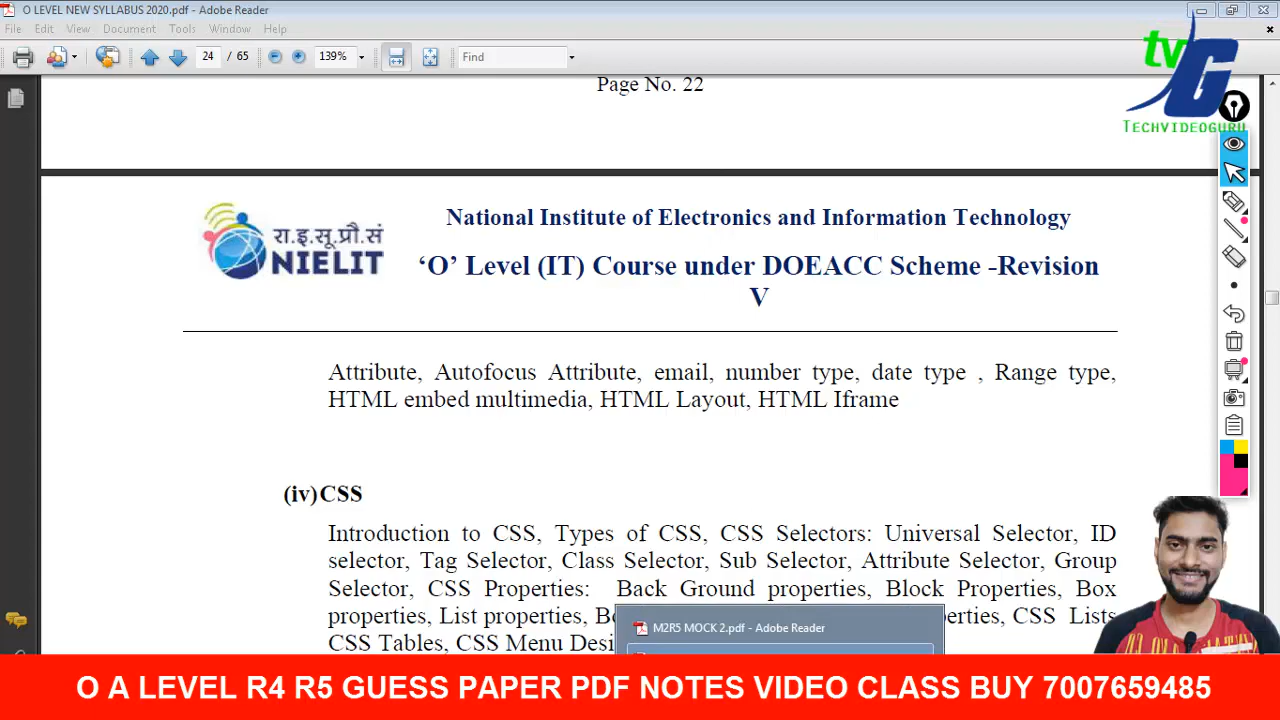 O LEVEL NEW SYLLABUS 2020.pdf - Adobe Reader
File Edit View Document Tools Window Help
24 / 65 139% Find
tv G
TECHVIDEOGURU
Page No. 22
रा.इ.सू.प्रौ.सं
NIELIT
National Institute of Electronics and Information Technology
‘O’ Level (IT) Course under DOEACC Scheme -Revision
V
Attribute, Autofocus Attribute, email, number type, date type , Range type,
HTML embed multimedia, HTML Layout, HTML Iframe
(iv) CSS
Introduction to CSS, Types of CSS, CSS Selectors: Universal Selector, ID
selector, Tag Selector, Class Selector, Sub Selector, Attribute Selector, Group
Selector, CSS Properties: Back Ground properties, Block Properties, Box
properties, List properties, CSS Lists
CSS Tables, CSS Menu
M2R5 MOCK 2.pdf - Adobe Reader
O A LEVEL R4 R5 GUESS PAPER PDF NOTES VIDEO CLASS BUY 7007659485